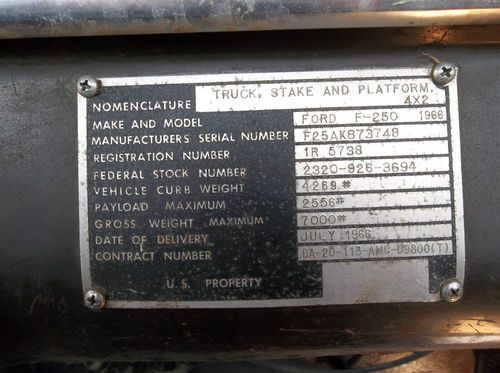 NOMENCLATURE TRUCK, STAKE AND PLATFORM,
4X2
MAKE AND MODEL FORD F-250 1966
MANUFACTURERS SERIAL NUMBER F25AK873748
REGISTRATION NUMBER 1R 5738
FEDERAL STOCK NUMBER 2320-926-3694
VEHICLE CURB WEIGHT 4269#
PAYLOAD MAXIMUM 2556#
GROSS WEIGHT MAXIMUM 7000#
DATE OF DELIVERY JULY 1966
CONTRACT NUMBER DA-20-113-AMC-09800(T)
U.S. PROPERTY